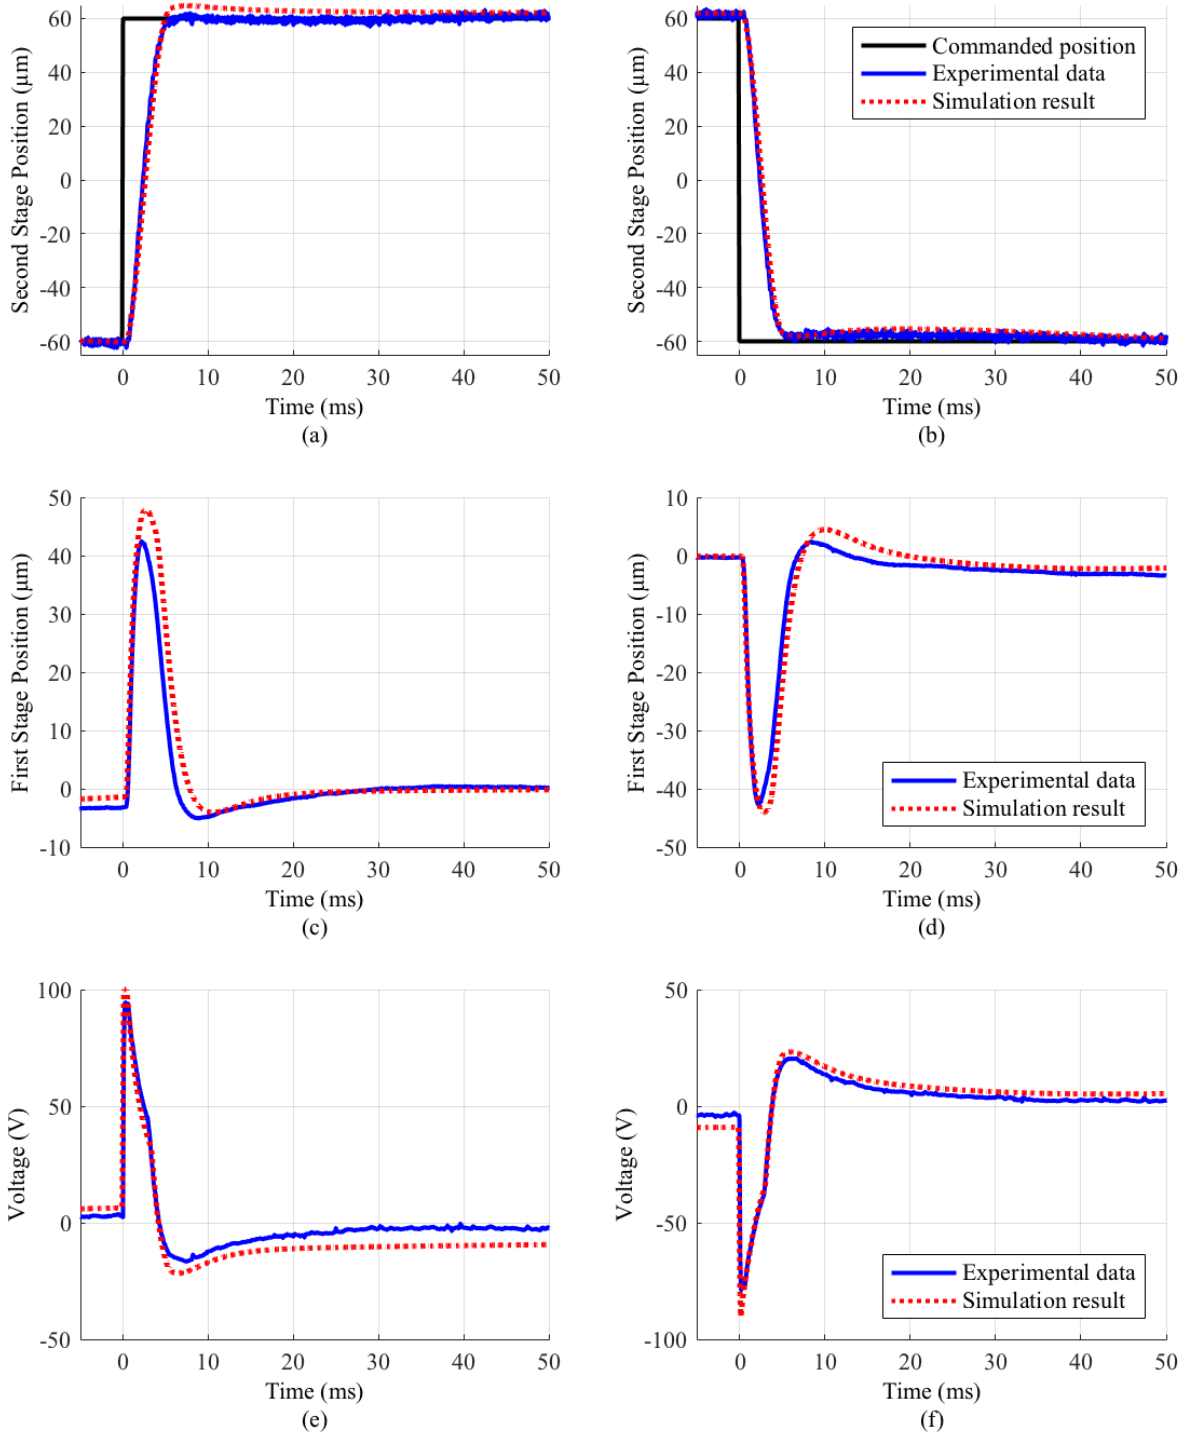 60
40
20
0
-20
-40
-60
Second Stage Position (µm)
0 10 20 30 40 50
Time (ms)
(a)
60
40
20
0
-20
-40
-60
Second Stage Position (µm)
Commanded position
Experimental data
Simulation result
0 10 20 30 40 50
Time (ms)
(b)
50
40
30
20
10
0
-10
First Stage Position (µm)
0 10 20 30 40 50
Time (ms)
(c)
10
0
-10
-20
-30
-40
-50
First Stage Position (µm)
Experimental data
Simulation result
0 10 20 30 40 50
Time (ms)
(d)
100
50
0
-50
Voltage (V)
0 10 20 30 40 50
Time (ms)
(e)
50
0
-50
-100
Voltage (V)
Experimental data
Simulation result
0 10 20 30 40 50
Time (ms)
(f)